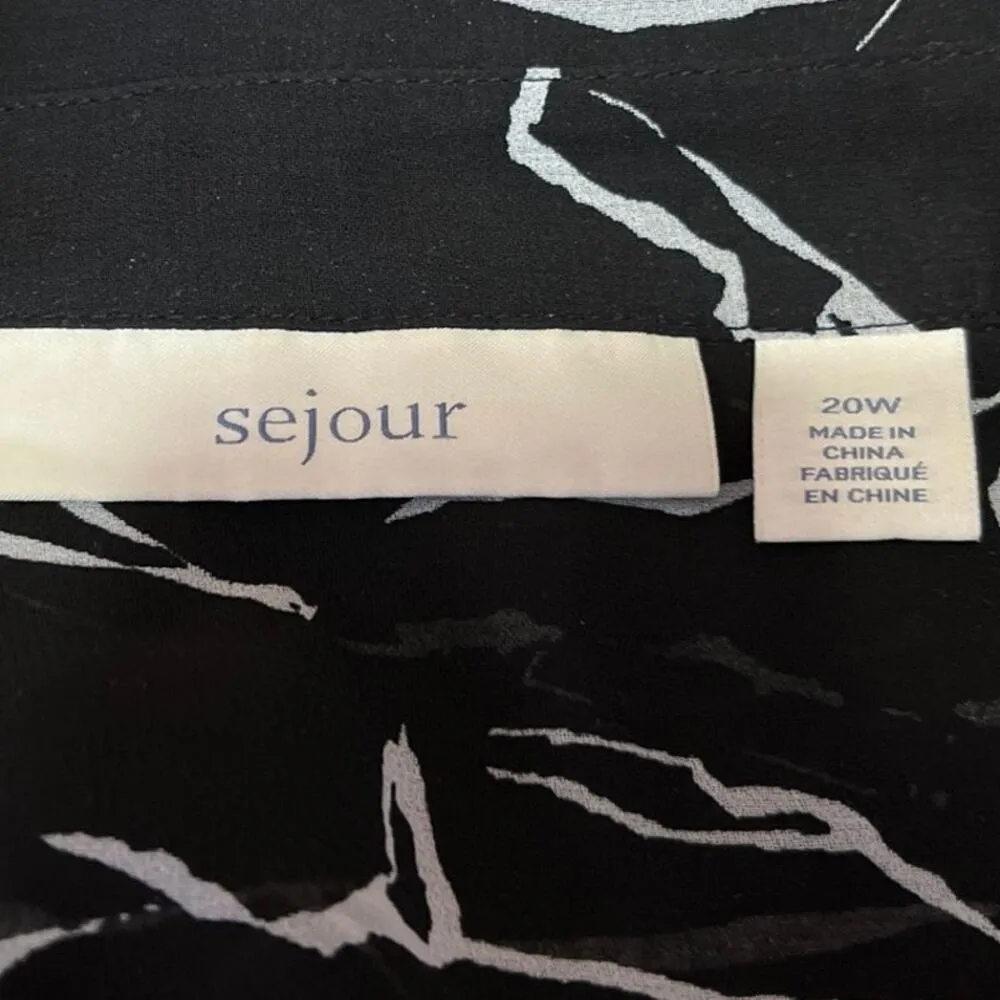 sejour
20W
MADE IN
CHINA
FABRIQUÉ
EN CHINE